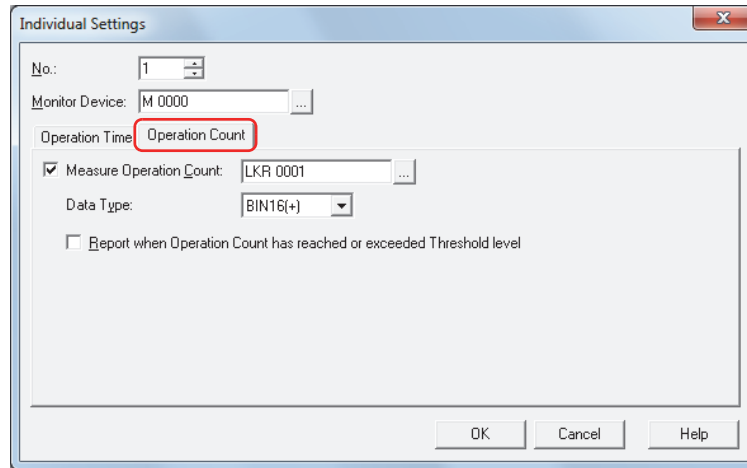 Individual Settings
No.: 1
Monitor Device: M 0000 ...
Operation Time Operation Count
Measure Operation Count: LKR 0001 ...
Data Type: BIN16(+)
Report when Operation Count has reached or exceeded Threshold level
OK Cancel Help